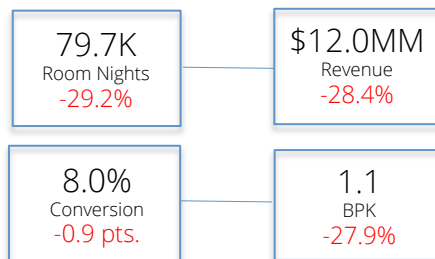 79.7K
Room Nights
-29.2%
$12.0MM
Revenue
-28.4%
8.0%
Conversion
-0.9 pts.
1.1
BPK
-27.9%